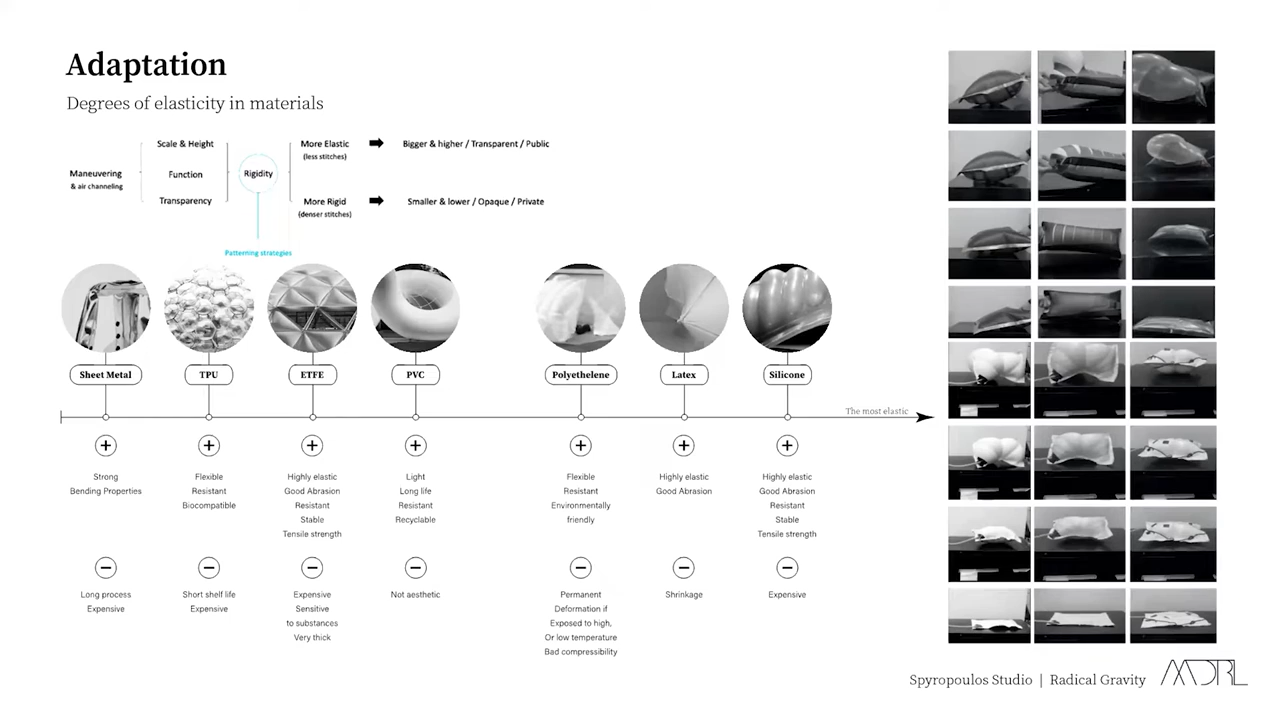 Adaptation
Degrees of elasticity in materials
Maneuvering
& air channeling
Scale & Height
Function
Transparency
Rigidity
Patterning strategies
More Elastic
(less stitches)
Bigger & higher / Transparent / Public
More Rigid
(denser stitches)
Smaller & lower / Opaque / Private
Sheet Metal
TPU
ETFE
PVC
Polyethelene
Latex
Silicone
The most elastic
Strong
Bending Properties
Flexible
Resistant
Biocompatible
Highly elastic
Good Abrasion
Resistant
Stable
Tensile strength
Light
Long life
Resistant
Recyclable
Flexible
Resistant
Environmentally
friendly
Highly elastic
Good Abrasion
Highly elastic
Good Abrasion
Resistant
Stable
Tensile strength
Long process
Expensive
Short shelf life
Expensive
Expensive
Sensitive
to substances
Very thick
Not aesthetic
Permanent
Deformation if
Exposed to high,
Or low temperature
Bad compressibility
Shrinkage
Expensive
Spyropoulos Studio | Radical Gravity
ΛΛDRL